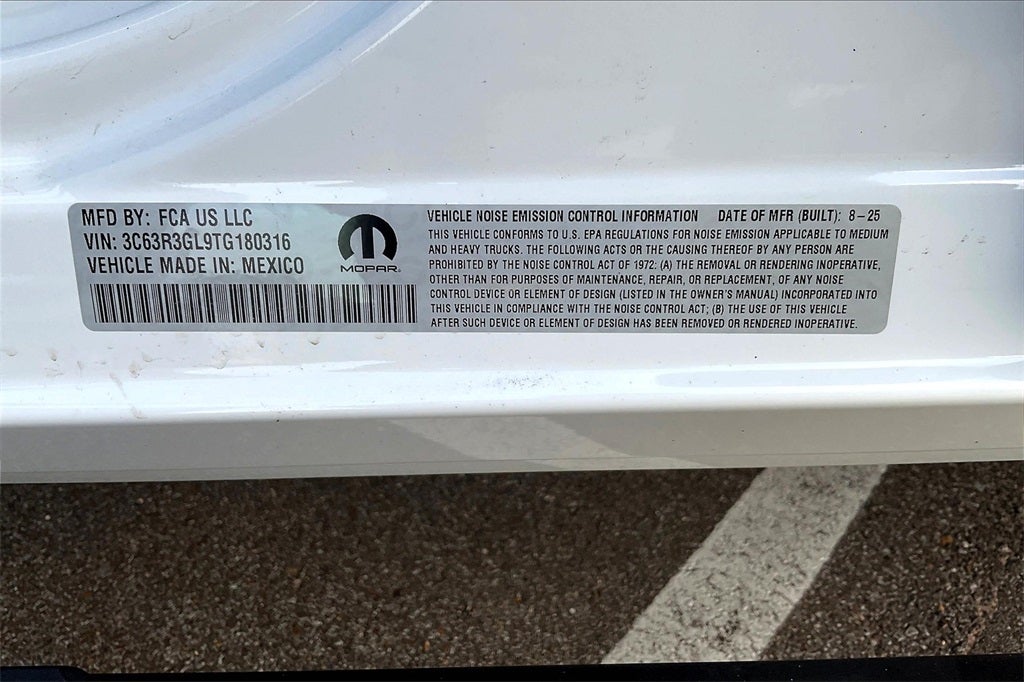 MFD BY: FCA US LLC
VIN: 3C63R3GL9TG180316
VEHICLE MADE IN: MEXICO
MOPAR
VEHICLE NOISE EMISSION CONTROL INFORMATION DATE OF MFR (BUILT): 8-25
THIS VEHICLE CONFORMS TO U.S. EPA REGULATIONS FOR NOISE EMISSION APPLICABLE TO MEDIUM
AND HEAVY TRUCKS. THE FOLLOWING ACTS OR THE CAUSING THEREOF BY ANY PERSON ARE
PROHIBITED BY THE NOISE CONTROL ACT OF 1972: (A) THE REMOVAL OR RENDERING INOPERATIVE,
OTHER THAN FOR PURPOSES OF MAINTENANCE, REPAIR, OR REPLACEMENT, OF ANY NOISE
CONTROL DEVICE OR ELEMENT OF DESIGN (LISTED IN THE OWNER'S MANUAL) INCORPORATED INTO
THIS VEHICLE IN COMPLIANCE WITH THE NOISE CONTROL ACT; (B) THE USE OF THIS VEHICLE
AFTER SUCH DEVICE OR ELEMENT OF DESIGN HAS BEEN REMOVED OR RENDERED INOPERATIVE.